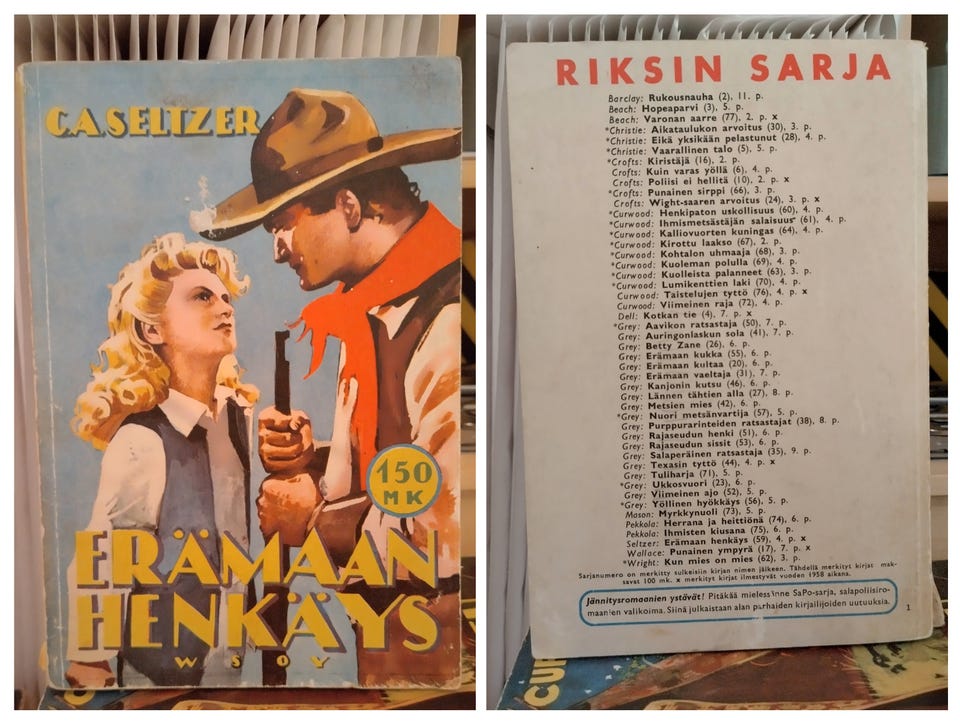 C.A.SELTZER
150
MK
ERÄMAAN
HENKÄYS
WSOY
RIKSIN SARJA
Barclay: Rukousnauha (2), 11. p.
Beach: Hopeaparvi (3), 5. p.
Beach: Varonan aarre (77), 2. p. x
*Christie: Aikataulukon arvoitus (30), 3. p.
*Christie: Eikä yksikään pelastunut (28), 4. p.
*Christie: Vaarallinen talo (5), 5. p.
*Crofts: Kiristäjä (16), 2. p.
Crofts: Kuin varas yöllä (6), 4. p.
Crofts: Poliisi ei hellitä (10), 2. p. x
*Crofts: Punainen sirppi (66), 3. p.
Crofts: Wight-saaren arvoitus (24), 3. p. x
*Curwood: Henkipaton uskollisuus (60), 4. p.
*Curwood: Ihmismetsästäjän salaisuus (61), 4. p.
*Curwood: Kalliovuorten kuningas (64), 4. p.
*Curwood: Kirottu laakso (67), 2. p.
*Curwood: Kohtalon uhmaaja (68), 3. p.
*Curwood: Kuoleman polulla (69), 4. p.
*Curwood: Kuolleista palanneet (63), 3. p.
*Curwood: Lumikenttien laki (70), 4. p.
Curwood: Taistelujen tyttö (76), 4. p. x
Curwood: Viimeinen raja (72), 4. p.
Dell: Kotkan tie (4), 7. p. x
*Grey: Aavikon ratsastaja (50), 7. p.
Grey: Auringonlaskun sola (41), 7. p.
Grey: Betty Zane (26), 6. p.
Grey: Erämaan kukka (55), 6. p.
Grey: Erämaan kultaa (20), 6. p.
Grey: Erämaan vaeltaja (31), 7. p.
Grey: Kanjonin kutsu (46), 6. p.
Grey: Lännen tähtien alla (27), 8. p.
Grey: Metsien mies (42), 6. p.
*Grey: Nuori metsänvartija (57), 5. p.
Grey: Purppurarinteiden ratsastajat (38), 8. p.
Grey: Rajaseudun henki (51), 6. p.
Grey: Rajaseudun sissit (53), 6. p.
Grey: Salaperäinen ratsastaja (35), 9. p.
Grey: Texasin tyttö (44), 4. p. x
Grey: Tuliharja (71), 5. p.
*Grey: Ukkosvuori (23), 6. p.
Grey: Viimeinen ajo (52), 5. p.
*Grey: Yöllinen hyökkäys (56), 5. p.
Mason: Myrkkynuoli (73), 5. p.
Pekkola: Herrana ja heittiönä (74), 6. p.
Pekkola: Ihmisten kiusana (75), 6. p.
Seltzer: Erämaan henkäys (59), 4. p. x
Wallace: Punainen ympyrä (17), 7. p. x
*Wright: Kun mies on mies (62), 3. p.
Sarjanumero on merkitty sulkeisiin kirjan nimen jälkeen. Tähdellä merkityt kirjat mak-
savat 100 mk. x merkityt kirjat ilmestyvät vuoden 1958 aikana.
Jännitysromaanien ystävät! Pitäkää mielessänne SaPo-sarja, salapoliisiro-
maanien valikoima. Siinä julkaistaan alan parhaiden kirjailijoiden uutuuksia.
1